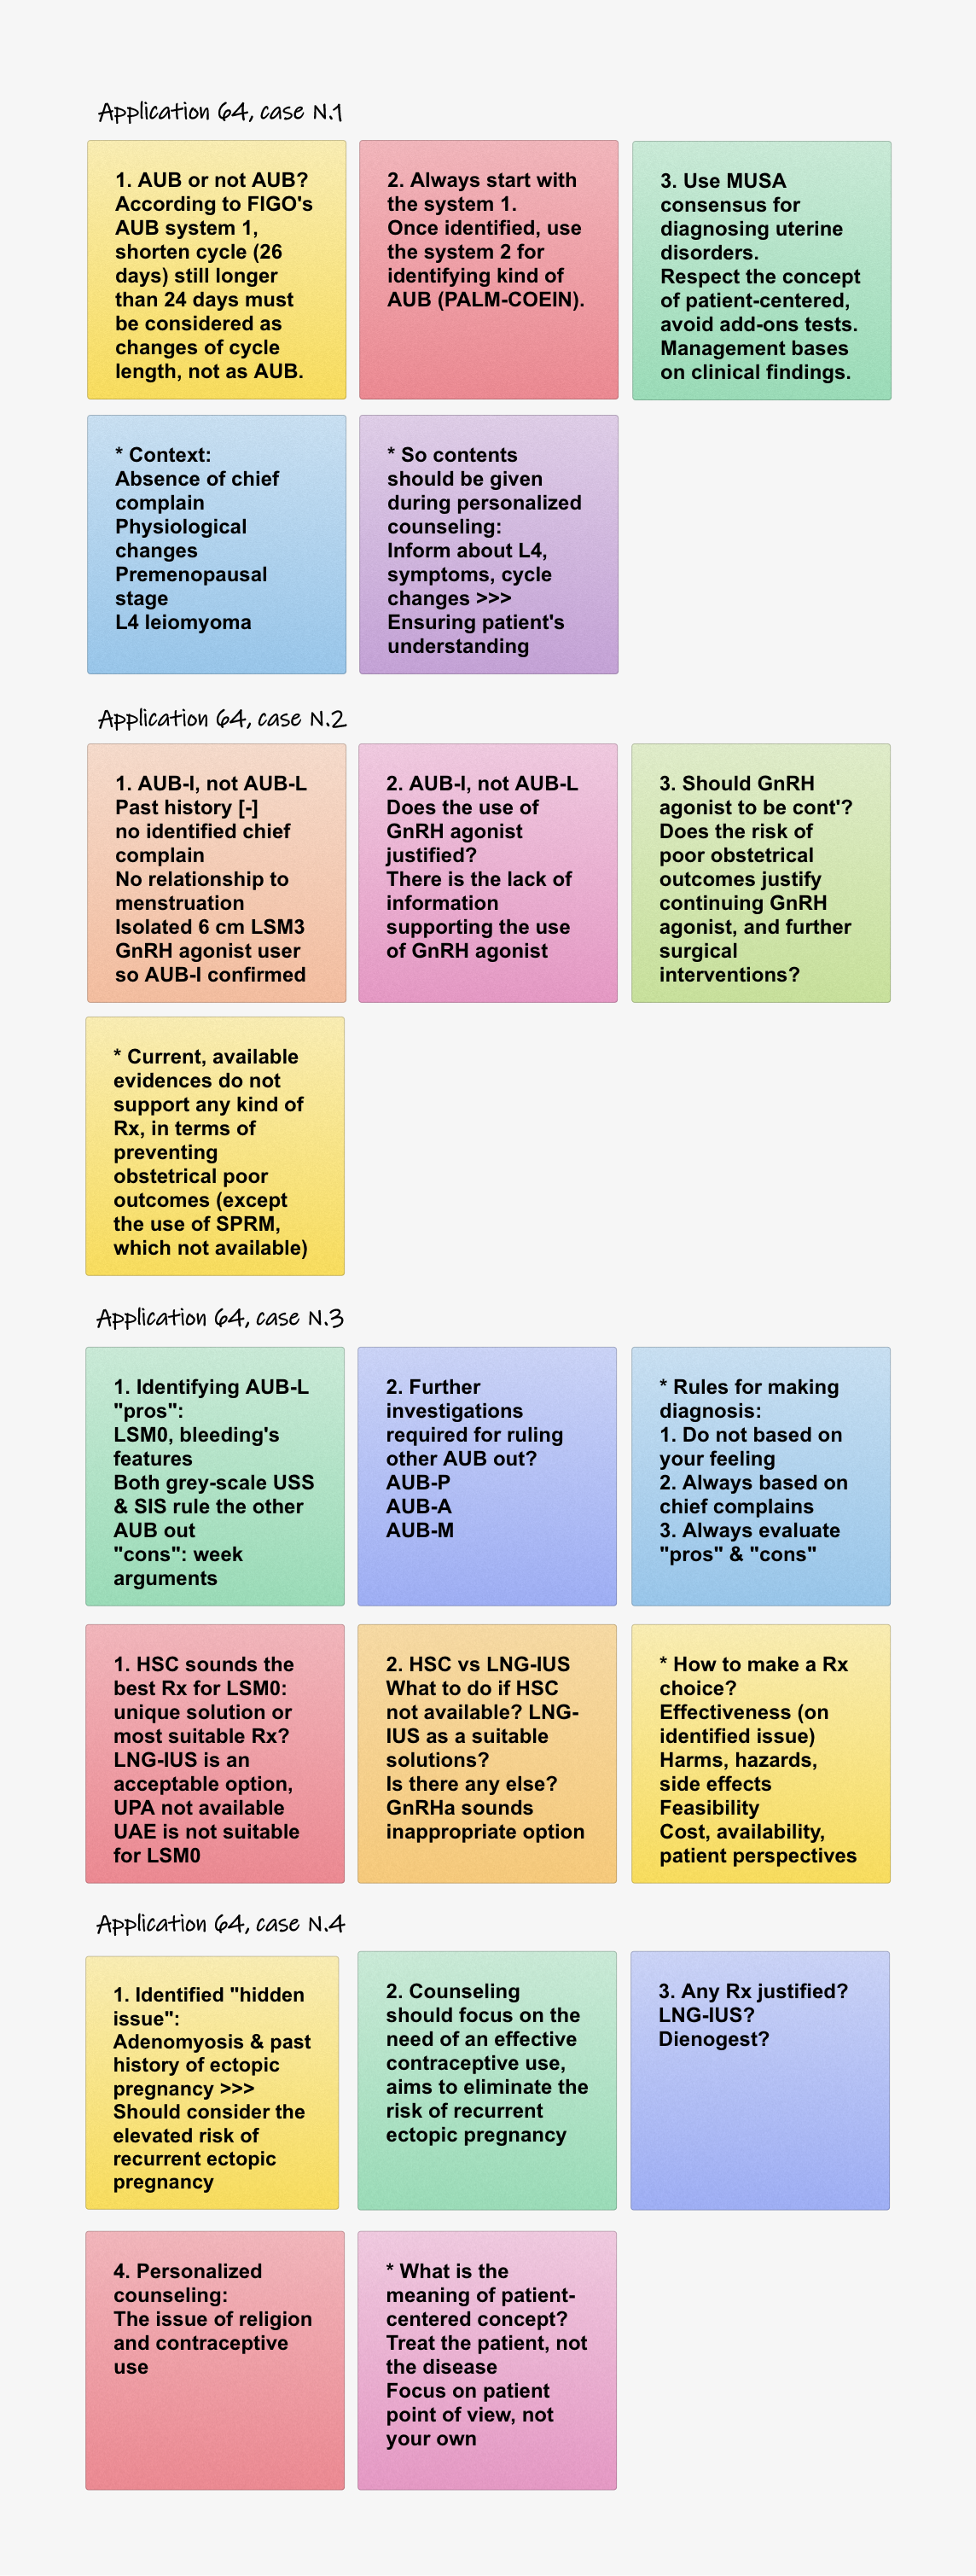 Application 64, case N.1
1. AUB or not AUB?
According to FIGO's
AUB system 1,
shorten cycle (26
days) still longer
than 24 days must
be considered as
changes of cycle
length, not as AUB.
2. Always start with
the system 1.
Once identified, use
the system 2 for
identifying kind of
AUB (PALM-COEIN).
3. Use MUSA
consensus for
diagnosing uterine
disorders.
Respect the concept
of patient-centered,
avoid add-ons tests.
Management bases
on clinical findings.
* Context:
Absence of chief
complain
Physiological
changes
Premenopausal
stage
L4 leiomyoma
* So contents
should be given
during personalized
counseling:
Inform about L4,
symptoms, cycle
changes >>>
Ensuring patient's
understanding
Application 64, case N.2
1. AUB-I, not AUB-L
Past history [-]
no identified chief
complain
No relationship to
menstruation
Isolated 6 cm LSM3
GnRH agonist user
so AUB-I confirmed
2. AUB-I, not AUB-L
Does the use of
GnRH agonist
justified?
There is the lack of
information
supporting the use
of GnRH agonist
3. Should GnRH
agonist to be cont'?
Does the risk of
poor obstetrical
outcomes justify
continuing GnRH
agonist, and further
surgical
interventions?
* Current, available
evidences do not
support any kind of
Rx, in terms of
preventing
obstetrical poor
outcomes (except
the use of SPRM,
which not available)
Application 64, case N.3
1. Identifying AUB-L
"pros":
LSM0, bleeding's
features
Both grey-scale USS
& SIS rule the other
AUB out
"cons": week
arguments
2. Further
investigations
required for ruling
other AUB out?
AUB-P
AUB-A
AUB-M
* Rules for making
diagnosis:
1. Do not based on
your feeling
2. Always based on
chief complains
3. Always evaluate
"pros" & "cons"
1. HSC sounds the
best Rx for LSM0:
unique solution or
most suitable Rx?
LNG-IUS is an
acceptable option,
UPA not available
UAE is not suitable
for LSM0
2. HSC vs LNG-IUS
What to do if HSC
not available? LNG-
IUS as a suitable
solutions?
Is there any else?
GnRHa sounds
inappropriate option
* How to make a Rx
choice?
Effectiveness (on
identified issue)
Harms, hazards,
side effects
Feasibility
Cost, availability,
patient perspectives
Application 64, case N.4
1. Identified "hidden
issue":
Adenomyosis & past
history of ectopic
pregnancy >>>
Should consider the
elevated risk of
recurrent ectopic
pregnancy
2. Counseling
should focus on the
need of an effective
contraceptive use,
aims to eliminate the
risk of recurrent
ectopic pregnancy
3. Any Rx justified?
LNG-IUS?
Dienogest?
4. Personalized
counseling:
The issue of religion
and contraceptive
use
* What is the
meaning of patient-
centered concept?
Treat the patient, not
the disease
Focus on patient
point of view, not
your own